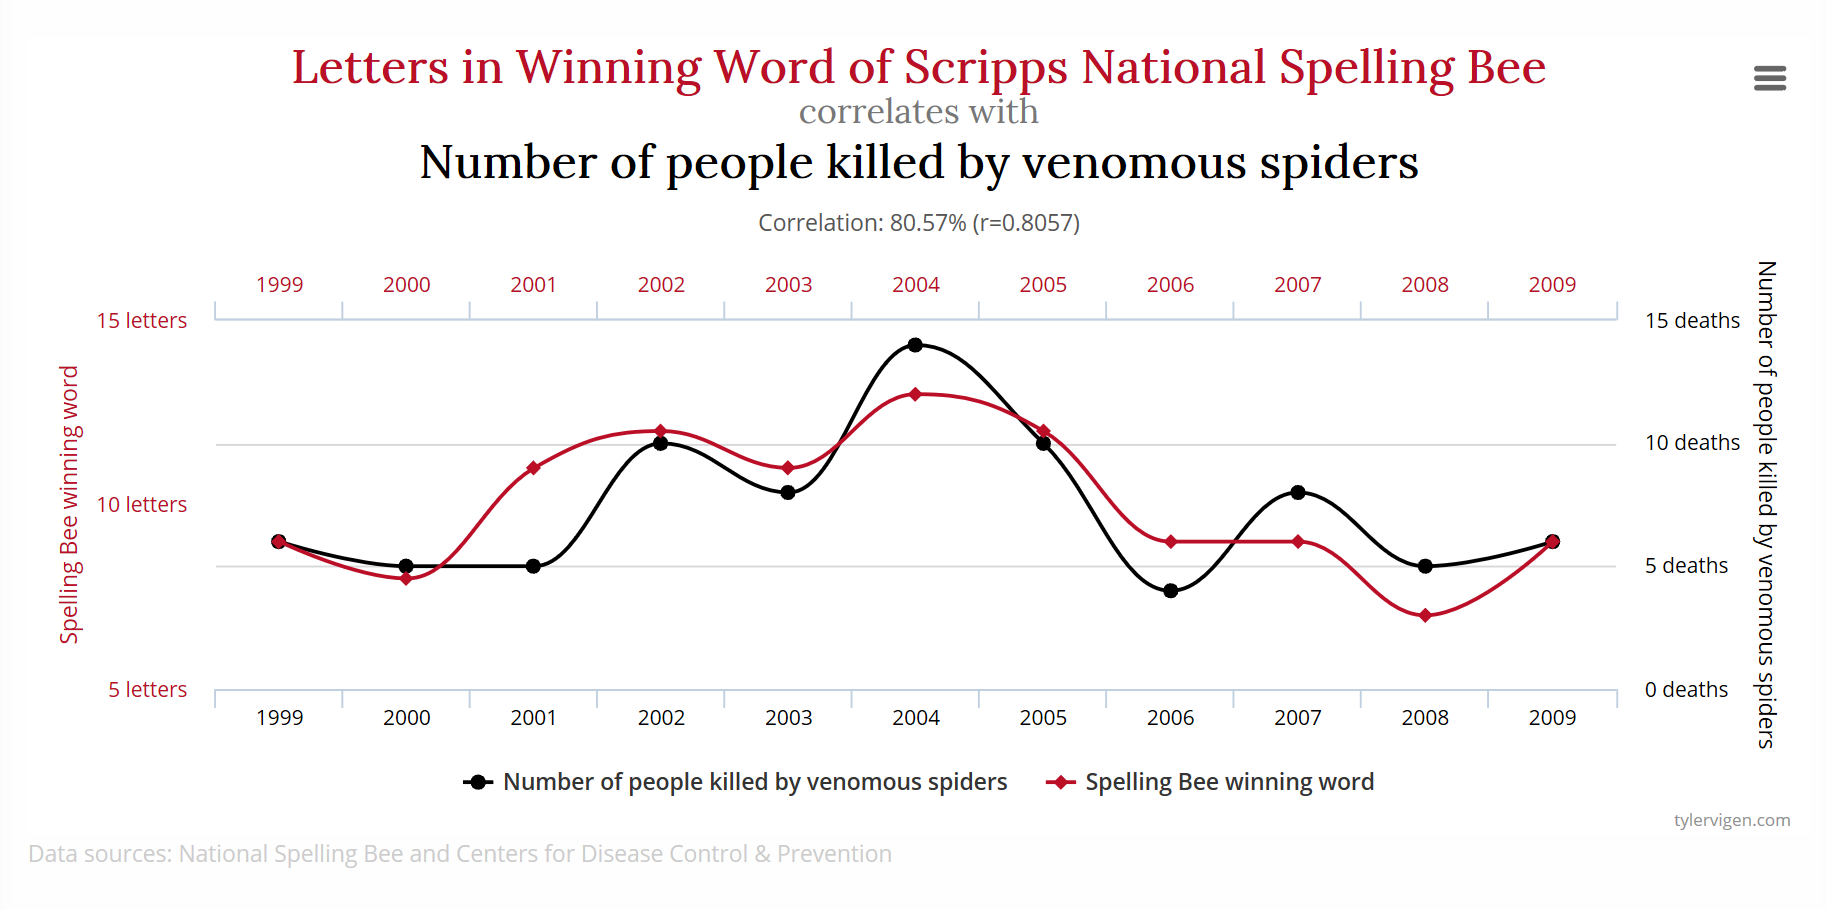 Letters in Winning Word of Scripps National Spelling Bee
correlates with
Number of people killed by venomous spiders
Correlation: 80.57% (r=0.8057)
1999 2000 2001 2002 2003 2004 2005 2006 2007 2008 2009
15 letters
10 letters
5 letters
Spelling Bee winning word
15 deaths
10 deaths
5 deaths
0 deaths
Number of people killed by venomous spiders
1999 2000 2001 2002 2003 2004 2005 2006 2007 2008 2009
Number of people killed by venomous spiders Spelling Bee winning word
tylervigen.com
Data sources: National Spelling Bee and Centers for Disease Control & Prevention